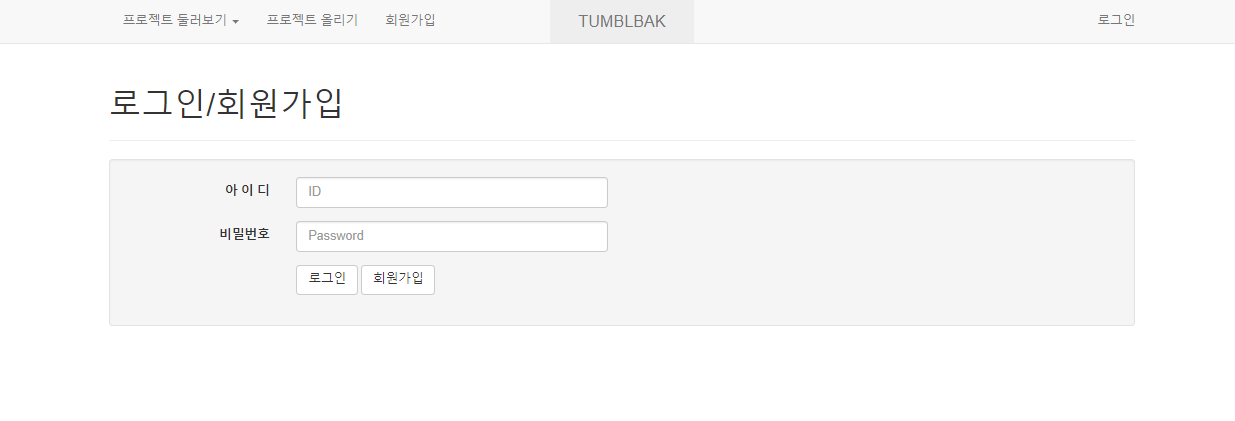 프로젝트 둘러보기 프로젝트 올리기 회원가입 TUMBLBAK 로그인
로그인/회원가입
아 이 디 ID
비밀번호 Password
로그인 회원가입